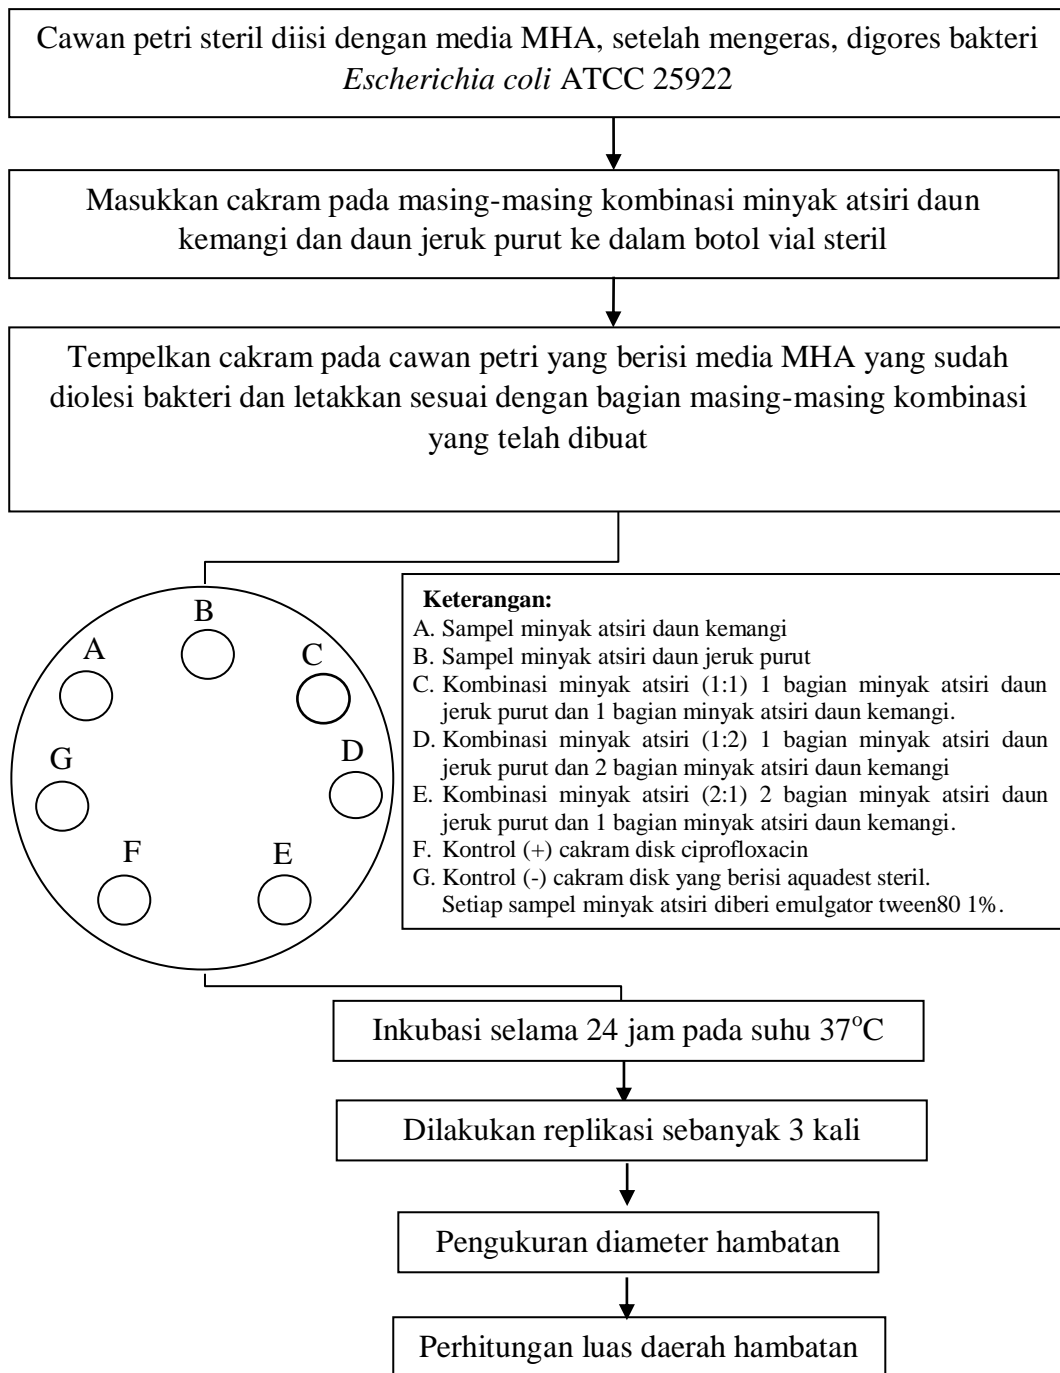 Cawan petri steril diisi dengan media MHA, setelah mengeras, digores bakteri
Escherichia coli ATCC 25922
Masukkan cakram pada masing-masing kombinasi minyak atsiri daun
kemangi dan daun jeruk purut ke dalam botol vial steril
Tempelkan cakram pada cawan petri yang berisi media MHA yang sudah
diolesi bakteri dan letakkan sesuai dengan bagian masing-masing kombinasi
yang telah dibuat
B
A
C
G
D
F
E
Keterangan:
A. Sampel minyak atsiri daun kemangi
B. Sampel minyak atsiri daun jeruk purut
C. Kombinasi minyak atsiri (1:1) 1 bagian minyak atsiri daun
jeruk purut dan 1 bagian minyak atsiri daun kemangi.
D. Kombinasi minyak atsiri (1:2) 1 bagian minyak atsiri daun
jeruk purut dan 2 bagian minyak atsiri daun kemangi
E. Kombinasi minyak atsiri (2:1) 2 bagian minyak atsiri daun
jeruk purut dan 1 bagian minyak atsiri daun kemangi.
F. Kontrol (+) cakram disk ciprofloxacin
G. Kontrol (-) cakram disk yang berisi aquadest steril.
Setiap sampel minyak atsiri diberi emulgator tween80 1%.
Inkubasi selama 24 jam pada suhu 37°C
Dilakukan replikasi sebanyak 3 kali
Pengukuran diameter hambatan
Perhitungan luas daerah hambatan